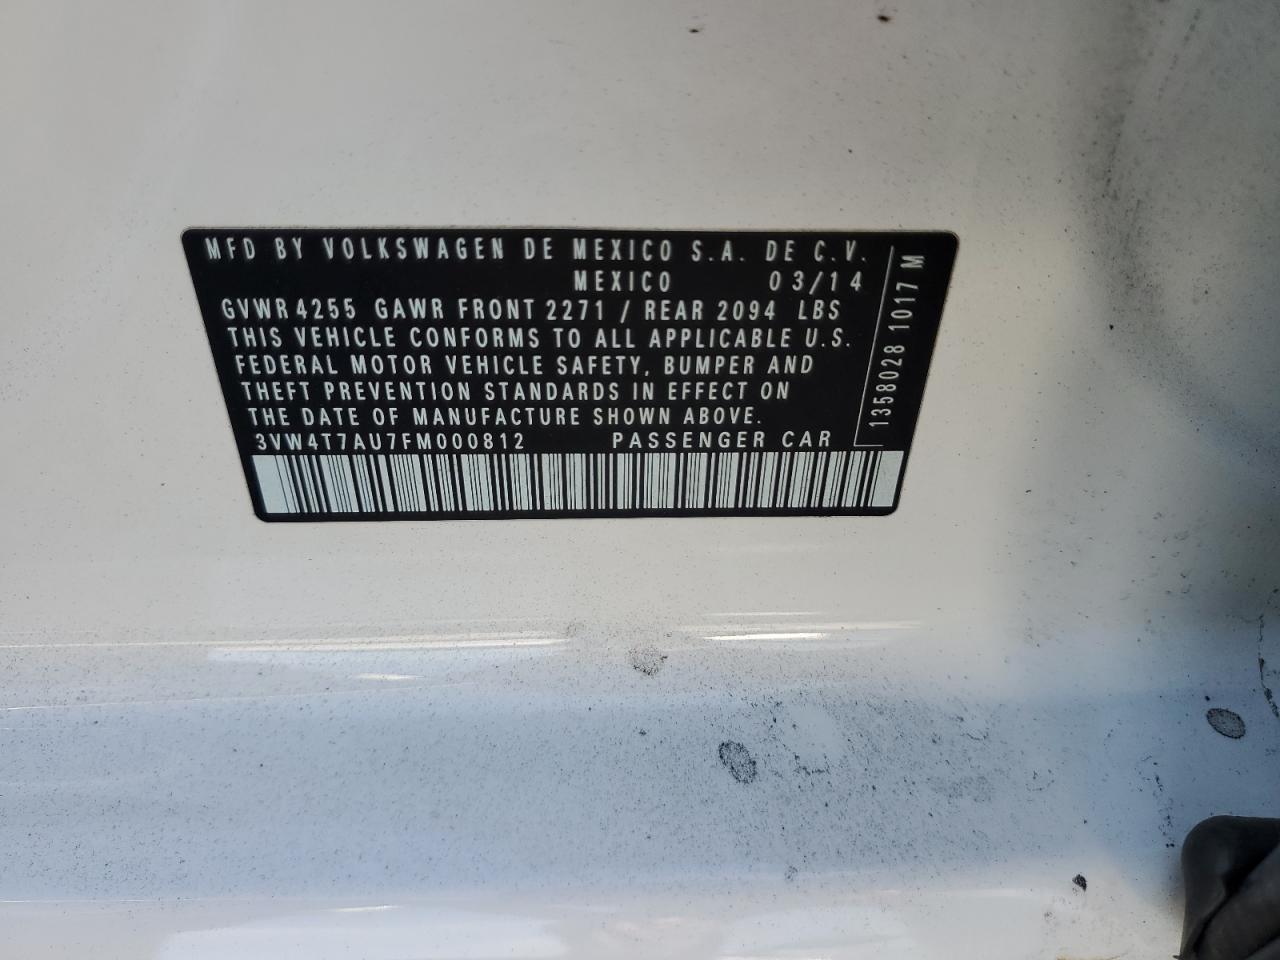 MFD BY VOLKSWAGEN DE MEXICO S.A. DE C.V.
MEXICO 03/14
GVWR 4255 GAWR FRONT 2271 / REAR 2094 LBS
THIS VEHICLE CONFORMS TO ALL APPLICABLE U.S.
FEDERAL MOTOR VEHICLE SAFETY, BUMPER AND
THEFT PREVENTION STANDARDS IN EFFECT ON
THE DATE OF MANUFACTURE SHOWN ABOVE.
3VW4T7AU7FM000812 PASSENGER CAR
1358028 1017 M